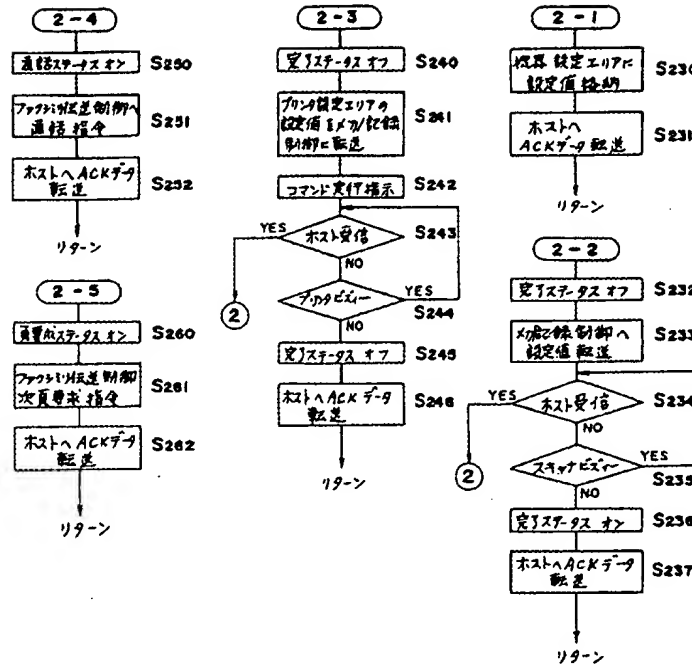 2-4
通話ステータス オン S250
ファクシミリ伝送制御へ
通話 指令 S251
ホストへ ACKデータ
転送 S252
リターン
2-5
ステータス オン S260
ファクシミリ伝送制御
次頁要求 指令 S261
ホストへ ACKデータ
転送 S262
リターン
2-3
完了ステータス オフ S240
プリンタ設定エリアの
設定値をメカ/記録
制御に転送 S241
コマンド実行指示 S242
ホスト受信 S243
YES
NO
2
プリンタビズィー S244
YES
NO
完了ステータス オフ S245
ホストへ ACK データ
転送 S246
リターン
2-1
設定エリアに
設定値格納 S230
ホストへ
ACKデータ 転送 S231
リターン
2-2
完了ステータス オフ S232
メカ/記録制御へ
設定値 転送 S233
ホスト受信 S234
YES
NO
2
スキャナビズィー S235
YES
NO
完了ステータス オン S236
ホストへ ACK データ
転送 S237
リターン